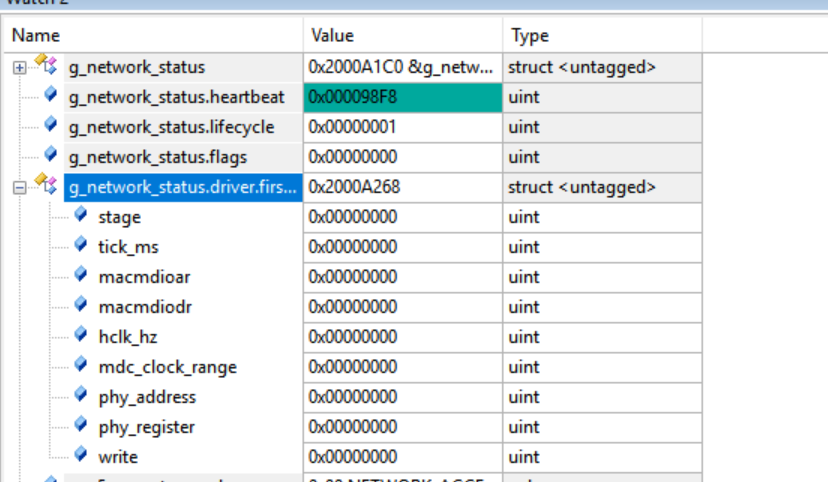 Watch 2
Name Value Type
g_network_status 0x2000A1C0 &g_netw... struct <untagged>
g_network_status.heartbeat 0x000098F8 uint
g_network_status.lifecycle 0x00000001 uint
g_network_status.flags 0x00000000 uint
g_network_status.driver.firs... 0x2000A268 struct <untagged>
stage 0x00000000 uint
tick_ms 0x00000000 uint
macmdioar 0x00000000 uint
macmdiodr 0x00000000 uint
hclk_hz 0x00000000 uint
mdc_clock_range 0x00000000 uint
phy_address 0x00000000 uint
phy_register 0x00000000 uint
write 0x00000000 uint